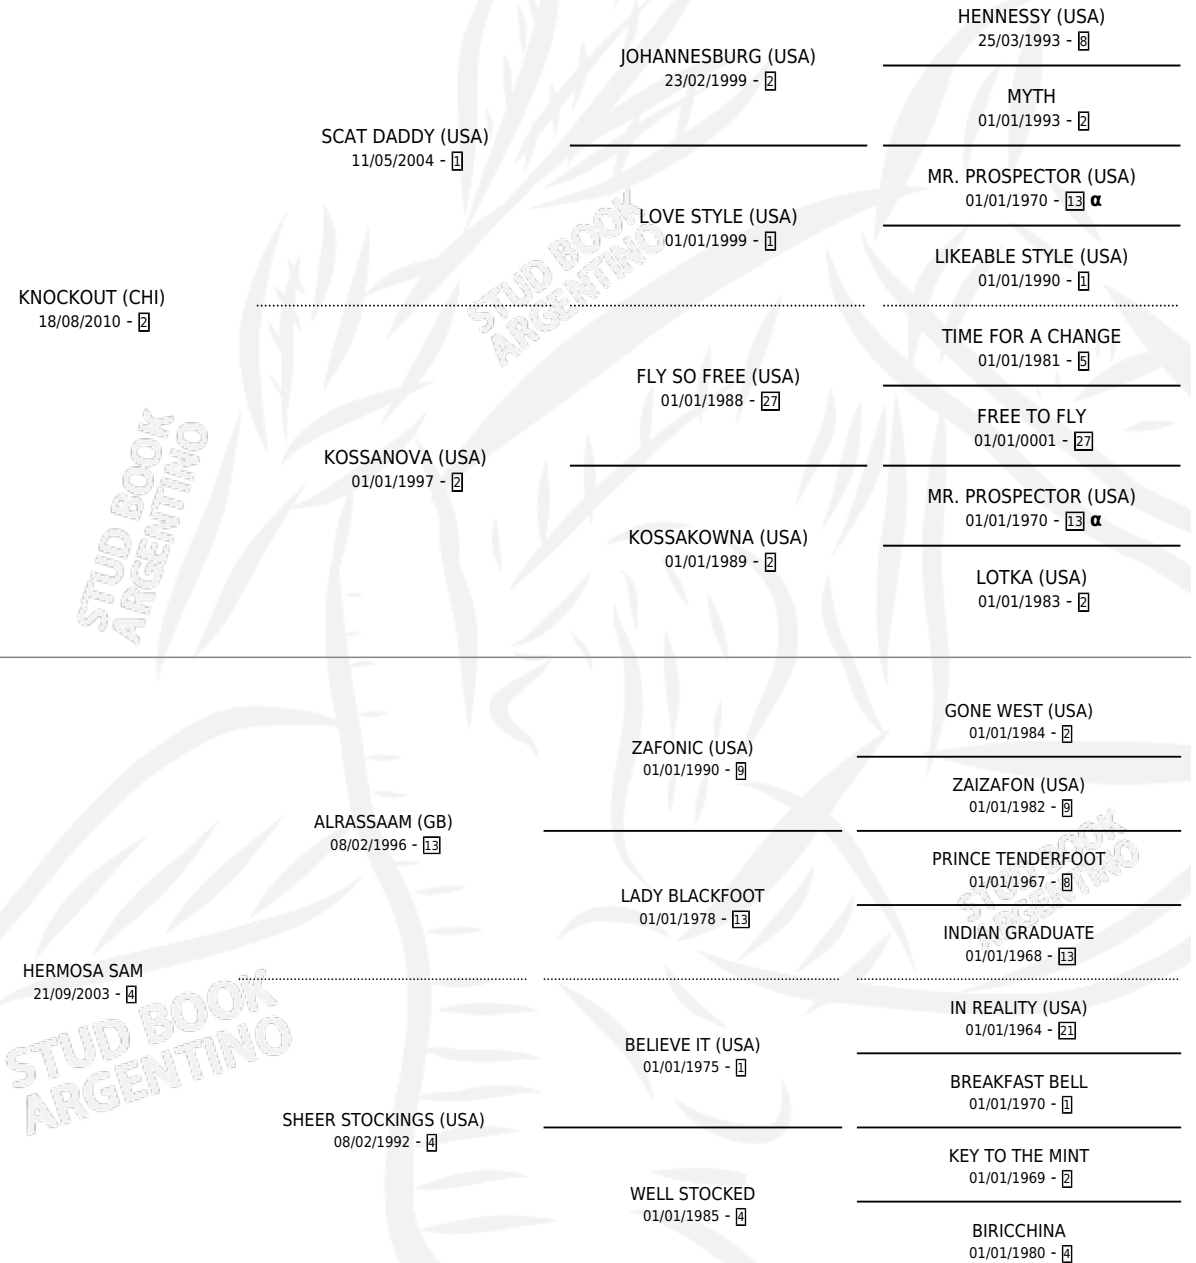 HENNESSY (USA)
25/03/1993 - 8
JOHANNESBURG (USA)
23/02/1999 - 2
MYTH
01/01/1993 - 2
SCAT DADDY (USA)
11/05/2004 - 1
MR. PROSPECTOR (USA)
01/01/1970 - 13 α
LOVE STYLE (USA)
01/01/1999 - 1
LIKEABLE STYLE (USA)
01/01/1990 - 1
STUD BOOK
ARGENTINO
KNOCKOUT (CHI)
18/08/2010 - 2
TIME FOR A CHANGE
01/01/1981 - 5
FLY SO FREE (USA)
01/01/1988 - 27
FREE TO FLY
01/01/0001 - 27
KOSSANOVA (USA)
01/01/1997 - 2
MR. PROSPECTOR (USA)
01/01/1970 - 13 α
KOSSAKOWNA (USA)
01/01/1989 - 2
LOTKA (USA)
01/01/1983 - 2
STUD BOOK
ARGENTINO
GONE WEST (USA)
01/01/1984 - 2
ZAFONIC (USA)
01/01/1990 - 9
ZAIZAFON (USA)
01/01/1982 - 9
ALRASSAAM (GB)
08/02/1996 - 13
PRINCE TENDERFOOT
01/01/1967 - 8
LADY BLACKFOOT
01/01/1978 - 13
INDIAN GRADUATE
01/01/1968 - 13
STUD BOOK
ARGENTINO
HERMOSA SAM
21/09/2003 - 4
IN REALITY (USA)
01/01/1964 - 21
BELIEVE IT (USA)
01/01/1975 - 1
BREAKFAST BELL
01/01/1970 - 1
SHEER STOCKINGS (USA)
08/02/1992 - 4
KEY TO THE MINT
01/01/1969 - 2
WELL STOCKED
01/01/1985 - 4
BIRICCHINA
01/01/1980 - 4
STUD BOOK
ARGENTINO